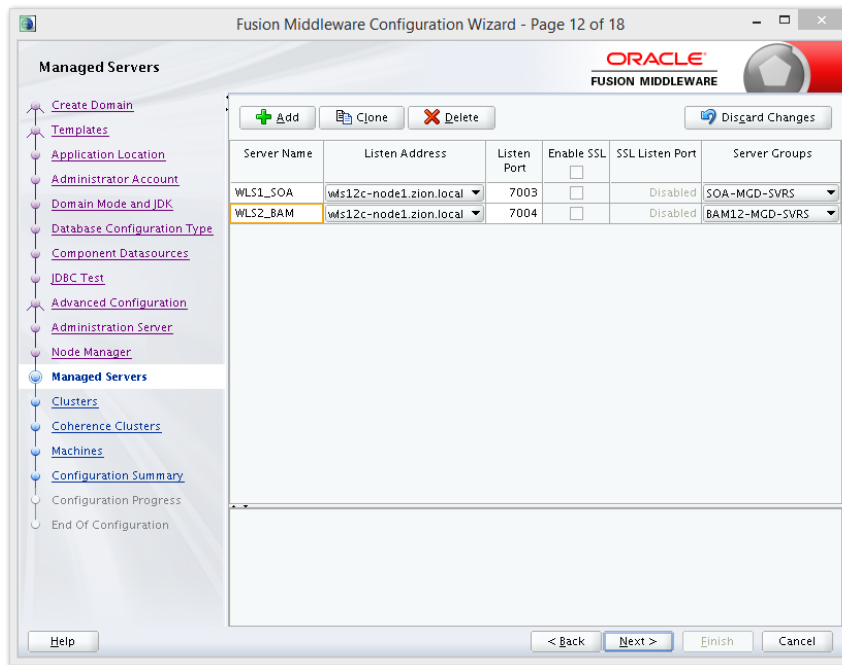 Fusion Middleware Configuration Wizard - Page 12 of 18
Managed Servers
ORACLE
FUSION MIDDLEWARE
Create Domain
Templates
Application Location
Administrator Account
Domain Mode and JDK
Database Configuration Type
Component Datasources
JDBC Test
Advanced Configuration
Administration Server
Node Manager
Managed Servers
Clusters
Coherence Clusters
Machines
Configuration Summary
Configuration Progress
End Of Configuration
Add Clone Delete Discard Changes
Server Name Listen Address Listen Port Enable SSL SSL Listen Port Server Groups
WLS1_SOA wls12c-node1.zion.local 7003 Disabled SOA-MGD-SVRS
WLS2_BAM wls12c-node1.zion.local 7004 Disabled BAM12-MGD-SVRS
Help < Back Next > Finish Cancel